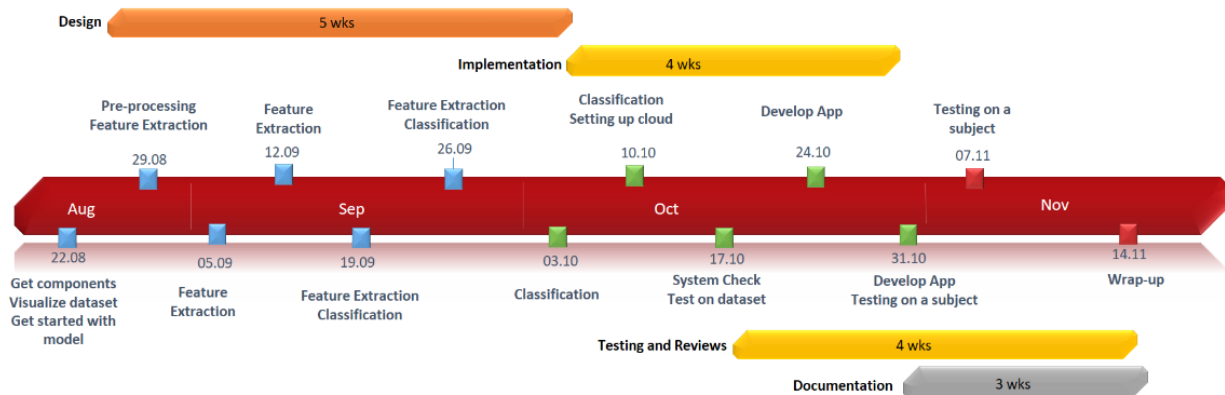 Design
5 wks
Implementation
4 wks
Pre-processing
Feature Extraction
29.08
Feature
Extraction
12.09
Feature Extraction
Classification
26.09
Classification
Setting up cloud
10.10
Develop App
24.10
Testing on a
subject
07.11
Aug
Sep
Oct
Nov
22.08
Get components
Visualize dataset
Get started with
model
05.09
Feature
Extraction
19.09
Feature Extraction
Classification
03.10
Classification
17.10
System Check
Test on dataset
31.10
Develop App
Testing on a subject
14.11
Wrap-up
Testing and Reviews
4 wks
Documentation
3 wks